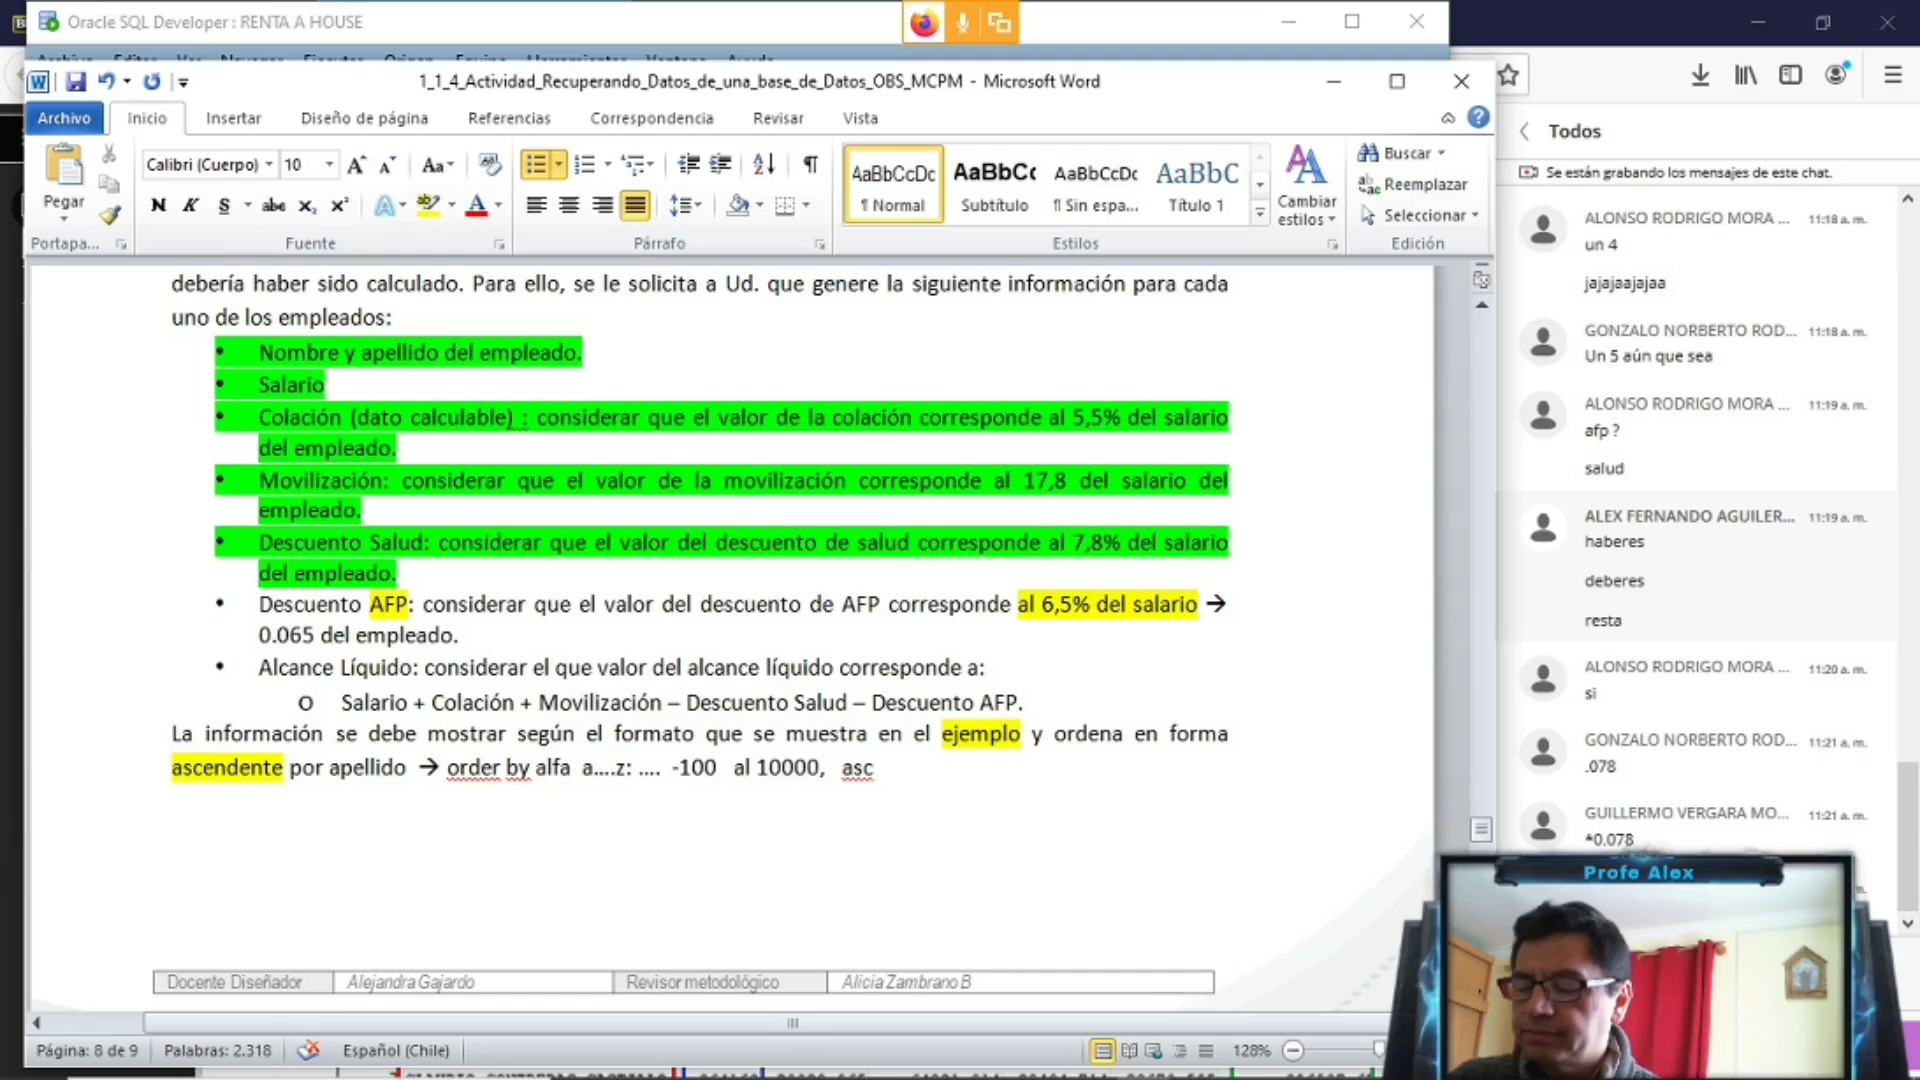 Oracle SQL Developer : RENTA A HOUSE
1_1_4_Actividad_Recuperando_Datos_de_una_base_de_Datos_OBS_MCPM - Microsoft Word
Archivo Inicio Insertar Diseño de página Referencias Correspondencia Revisar Vista
Calibri (Cuerpo) 10
Pegar
Portapa...
Fuente
Párrafo
AaBbCcDc AaBbCc AaBbCcDc AaBbC
¶ Normal Subtítulo ¶ Sin espa... Título 1
Cambiar estilos
Estilos
Buscar
Reemplazar
Seleccionar
Edición
debería haber sido calculado. Para ello, se le solicita a Ud. que genere la siguiente información para cada
uno de los empleados:
• Nombre y apellido del empleado.
• Salario
• Colación (dato calculable) : considerar que el valor de la colación corresponde al 5,5% del salario
del empleado.
• Movilización: considerar que el valor de la movilización corresponde al 17,8 del salario del
empleado.
• Descuento Salud: considerar que el valor del descuento de salud corresponde al 7,8% del salario
del empleado.
• Descuento AFP: considerar que el valor del descuento de AFP corresponde al 6,5% del salario →
0.065 del empleado.
• Alcance Líquido: considerar el que valor del alcance líquido corresponde a:
O Salario + Colación + Movilización – Descuento Salud – Descuento AFP.
La información se debe mostrar según el formato que se muestra en el ejemplo y ordena en forma
ascendente por apellido → order by alfa a....z: .... -100 al 10000, asc
Docente Diseñador Alejandra Gajardo Revisor metodológico Alicia Zambrano B
Página: 8 de 9 Palabras: 2.318 Español (Chile) 128%
Todos
Se están grabando los mensajes de este chat.
ALONSO RODRIGO MORA ... 11:18 a. m.
un 4
jajajaajajaa
GONZALO NORBERTO ROD... 11:18 a. m.
Un 5 aún que sea
ALONSO RODRIGO MORA ... 11:19 a. m.
afp ?
salud
ALEX FERNANDO AGUILER... 11:19 a. m.
haberes
deberes
resta
ALONSO RODRIGO MORA ... 11:20 a. m.
si
GONZALO NORBERTO ROD... 11:21 a. m.
.078
GUILLERMO VERGARA MO... 11:21 a. m.
*0.078
Profe Alex